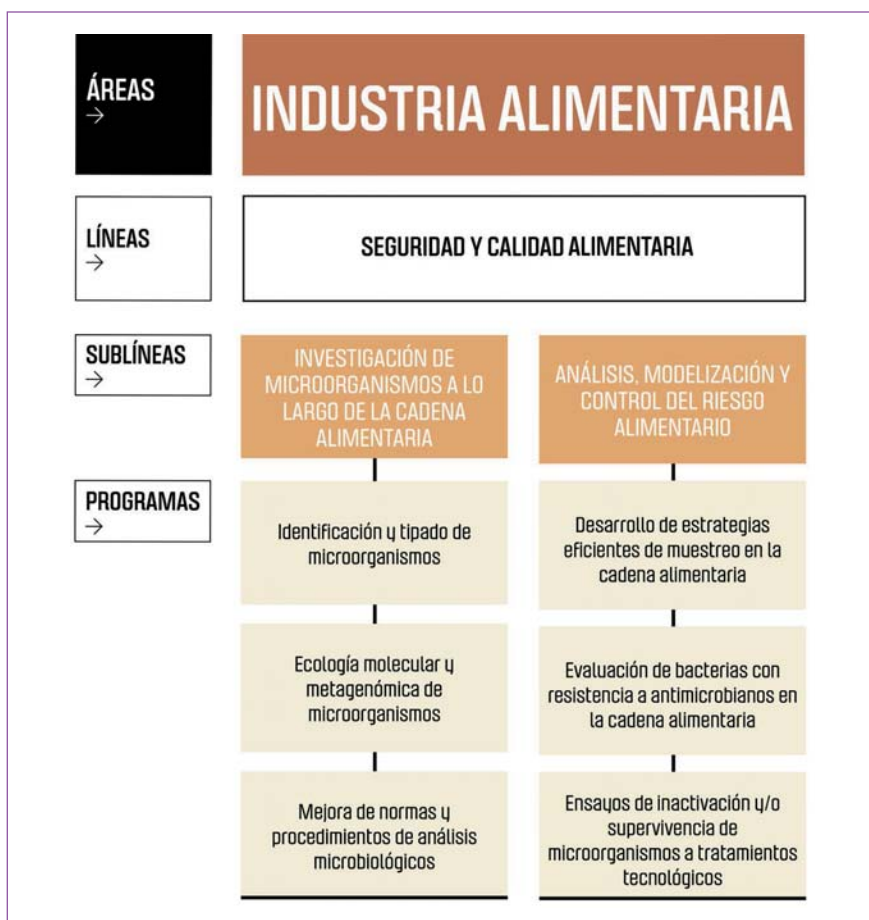 ÁREAS
→
INDUSTRIA ALIMENTARIA
LÍNEAS
→
SEGURIDAD Y CALIDAD ALIMENTARIA
SUBLÍNEAS
→
INVESTIGACIÓN DE
MICROORGANISMOS A LO
LARGO DE LA CADENA
ALIMENTARIA
ANÁLISIS, MODELIZACIÓN Y
CONTROL DEL RIESGO
ALIMENTARIO
PROGRAMAS
→
Identificación y tipado de
microorganismos
Desarrollo de estrategias
eficientes de muestreo en la
cadena alimentaria
Ecología molecular y
metagenómica de
microorganismos
Evaluación de bacterias con
resistencia a antimicrobianos en
la cadena alimentaria
Mejora de normas y
procedimientos de análisis
microbiológicos
Ensayos de inactivación y/o
supervivencia de
microorganismos a tratamientos
tecnológicos